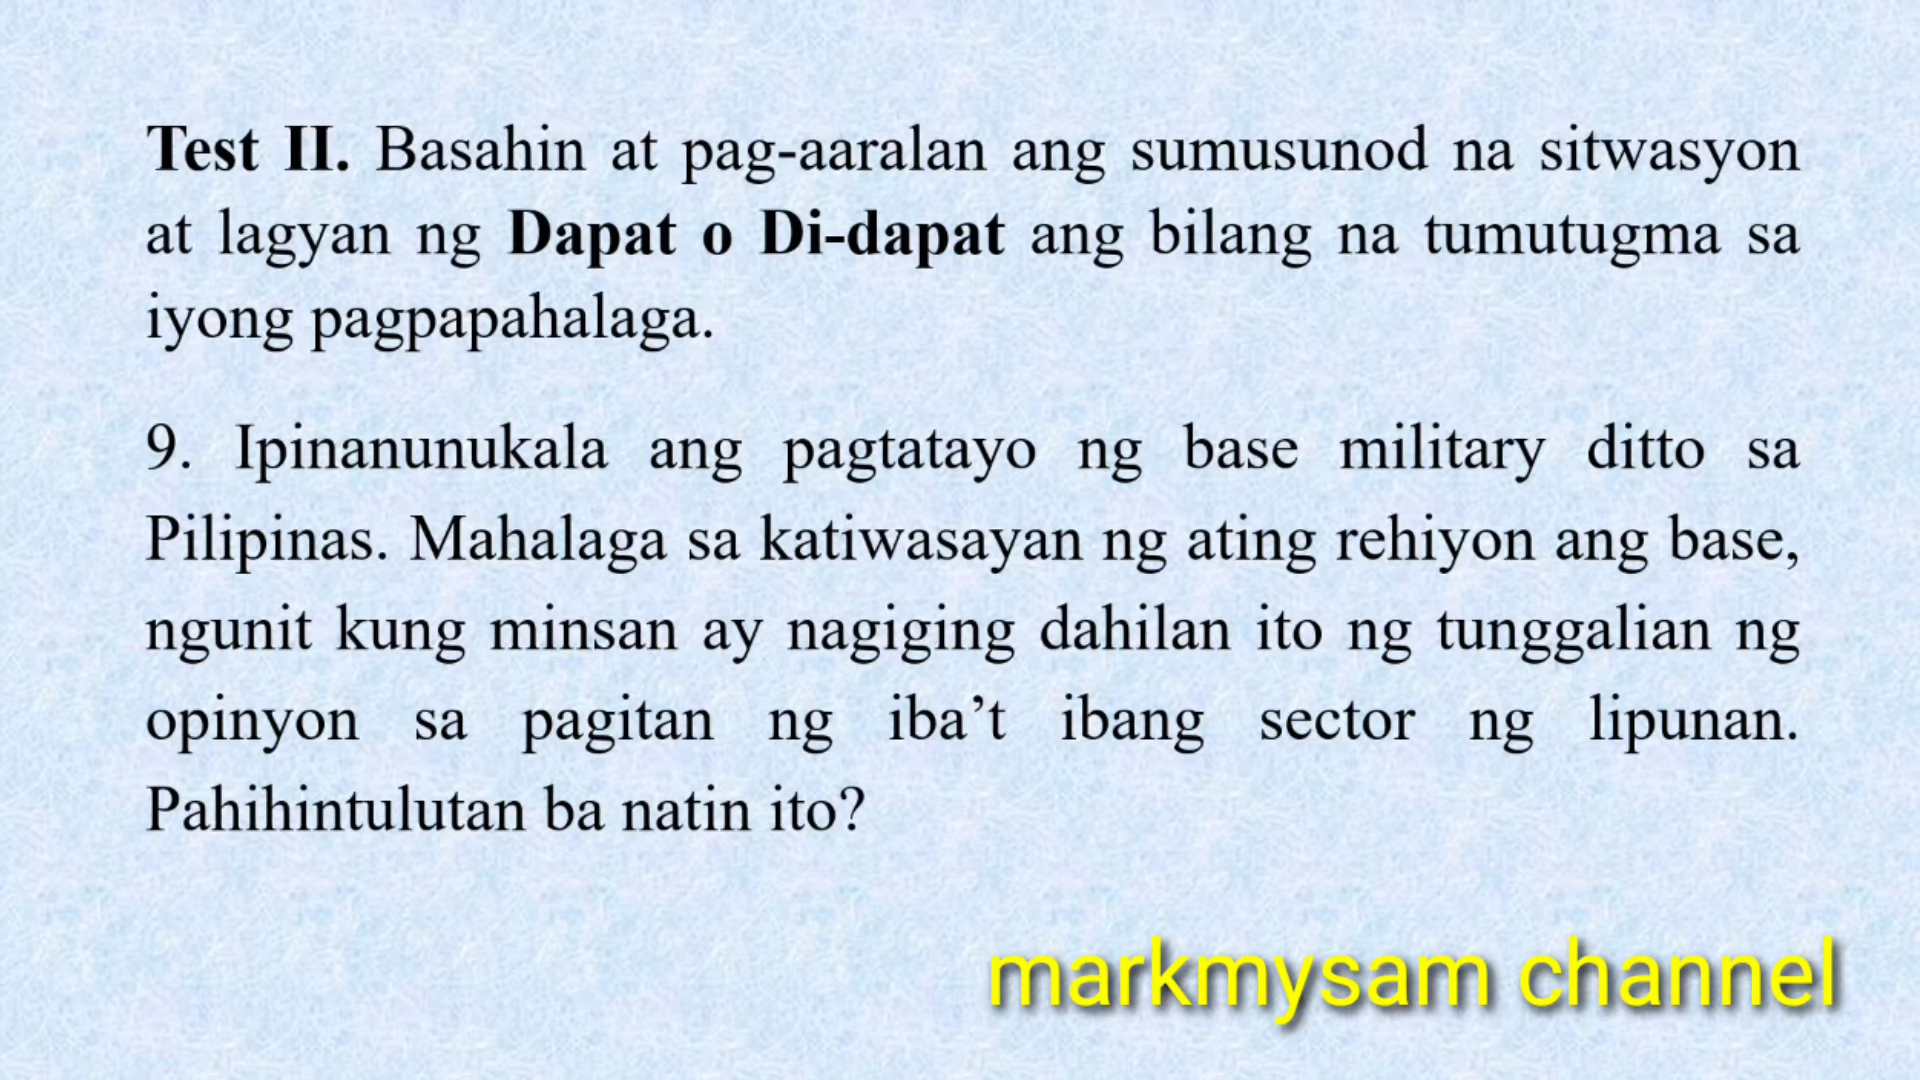 Test II. Basahin at pag-aaralan ang sumusunod na sitwasyon
at lagyan ng Dapat o Di-dapat ang bilang na tumutugma sa
iyong pagpapahalaga.
9. Ipinanunukala ang pagtatayo ng base military ditto sa
Pilipinas. Mahalaga sa katiwasayan ng ating rehiyon ang base,
ngunit kung minsan ay nagiging dahilan ito ng tunggalian ng
opinyon sa pagitan ng iba’t ibang sector ng lipunan.
Pahihintulutan ba natin ito?
markmysam channel